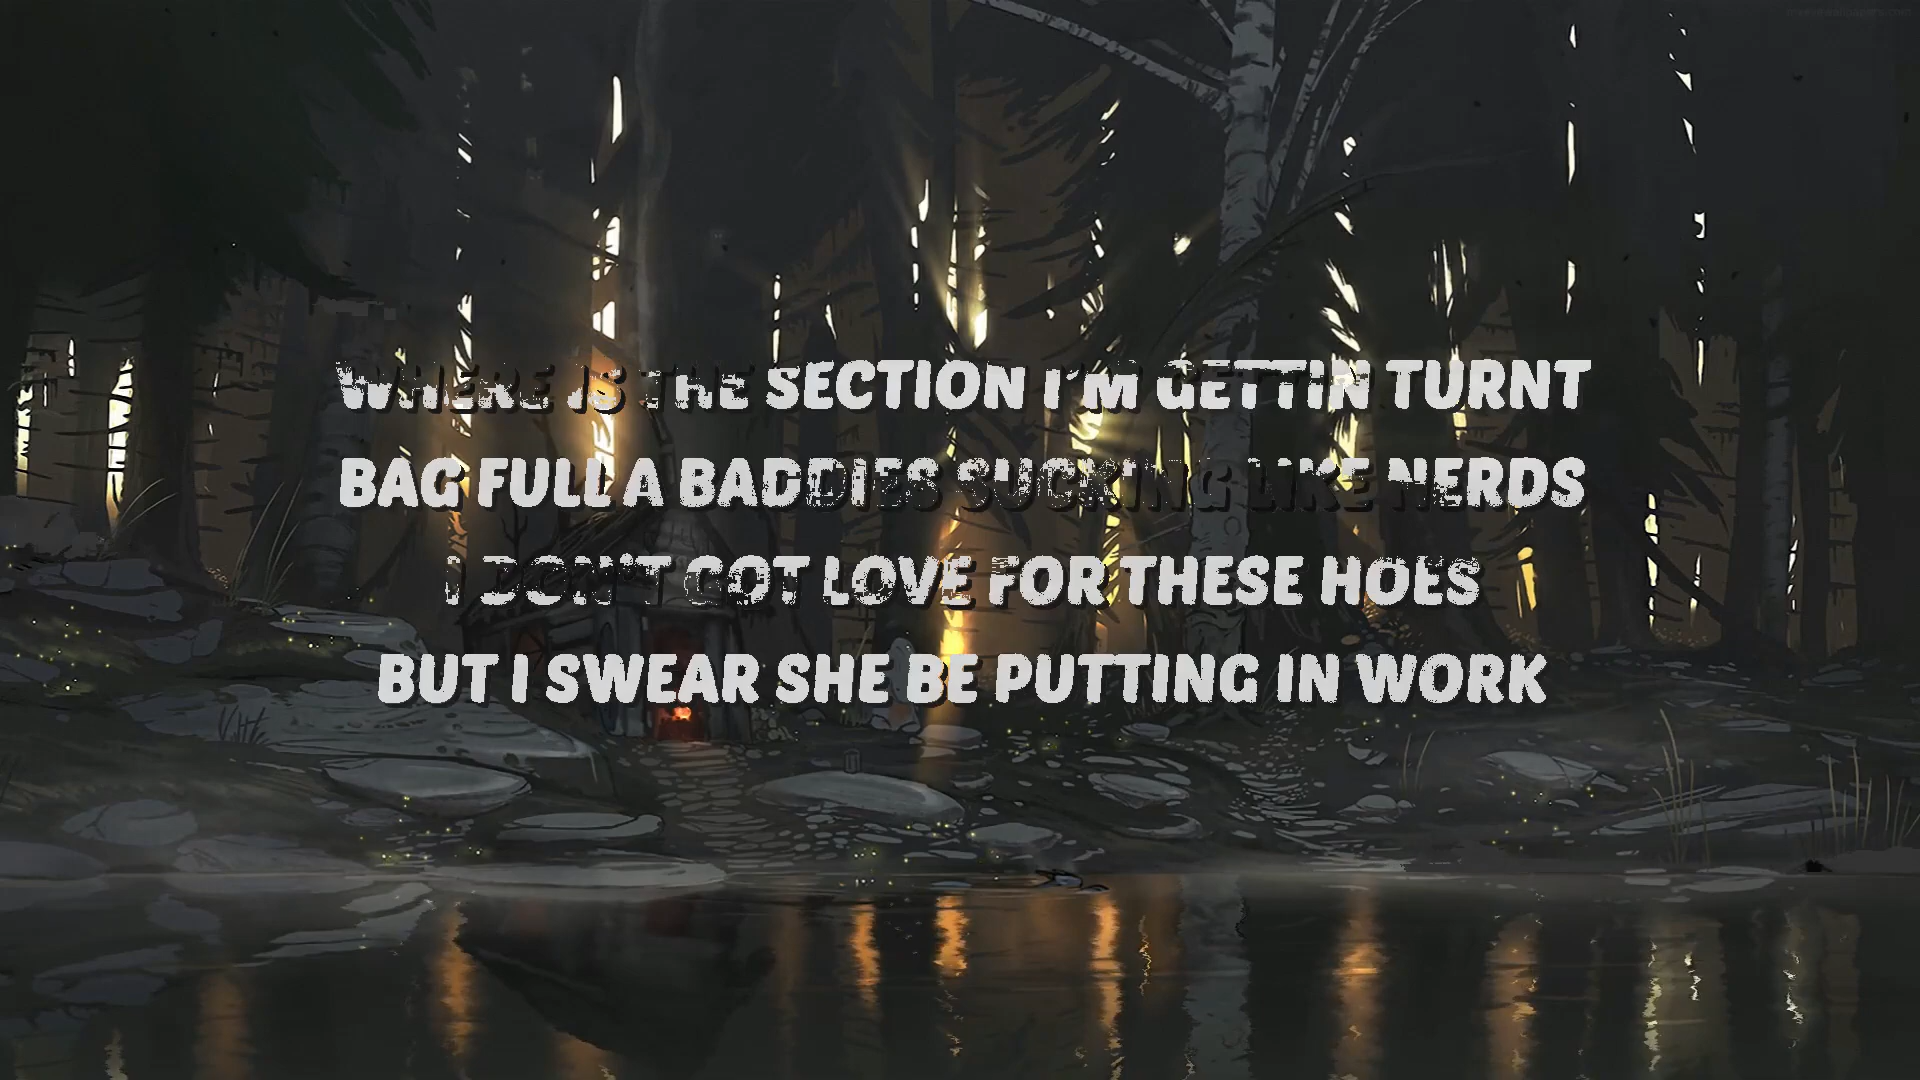 WHERE IS THE SECTION I'M GETTIN TURNT
BAG FULL A BADDIES SUCKING LIKE NERDS
I DON'T GOT LOVE FOR THESE HOES
BUT I SWEAR SHE BE PUTTING IN WORK